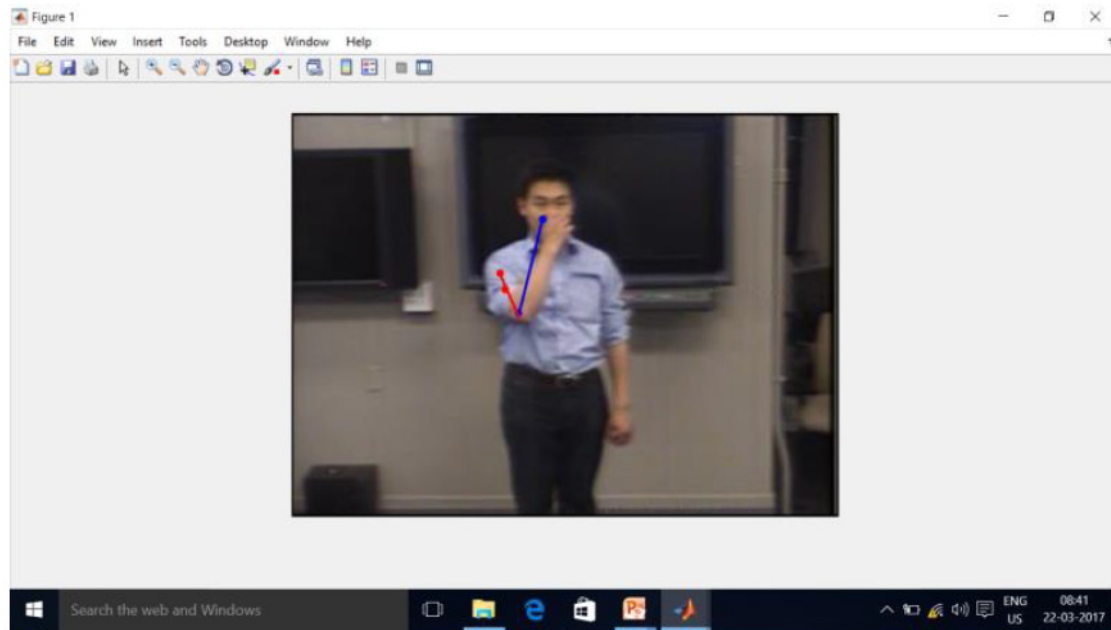 Figure 1
File Edit View Insert Tools Desktop Window Help
Search the web and Windows
ENG 08:41
US 22-03-2017